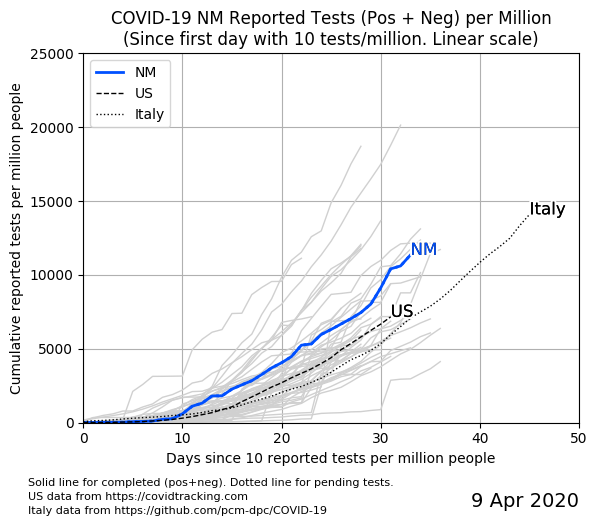 COVID-19 NM Reported Tests (Pos + Neg) per Million
(Since first day with 10 tests/million. Linear scale)
Cumulative reported tests per million people
25000
20000
15000
10000
5000
0
NM
US
Italy
Italy
NM
US
0 10 20 30 40 50
Days since 10 reported tests per million people
Solid line for completed (pos+neg). Dotted line for pending tests.
US data from https://covidtracking.com
Italy data from https://github.com/pcm-dpc/COVID-19
9 Apr 2020